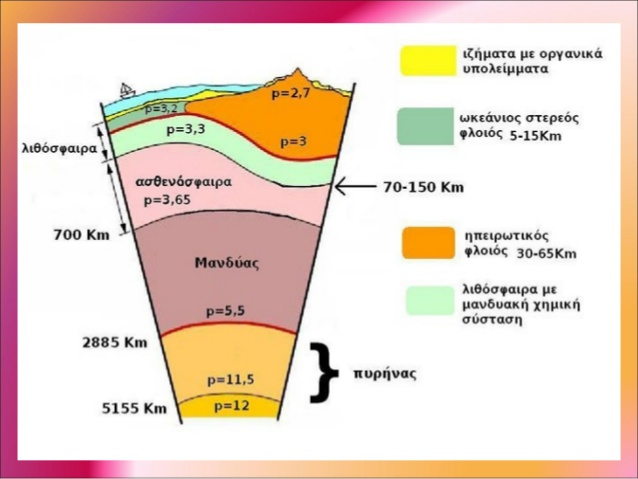 ιζήματα με οργανικά
υπολείμματα
p=2,7
p=3,2
ωκεάνιος στερεός
φλοιός 5-15Km
p=3,3
p=3
λιθόσφαιρα
ασθενόσφαιρα
p=3,65
70-150 Km
700 Km
ηπειρωτικός
φλοιός 30-65Km
Μανδύας
λιθόσφαιρα με
μανδυακή χημική
σύσταση
p=5,5
2885 Km
πυρήνας
p=11,5
5155 Km
p=12